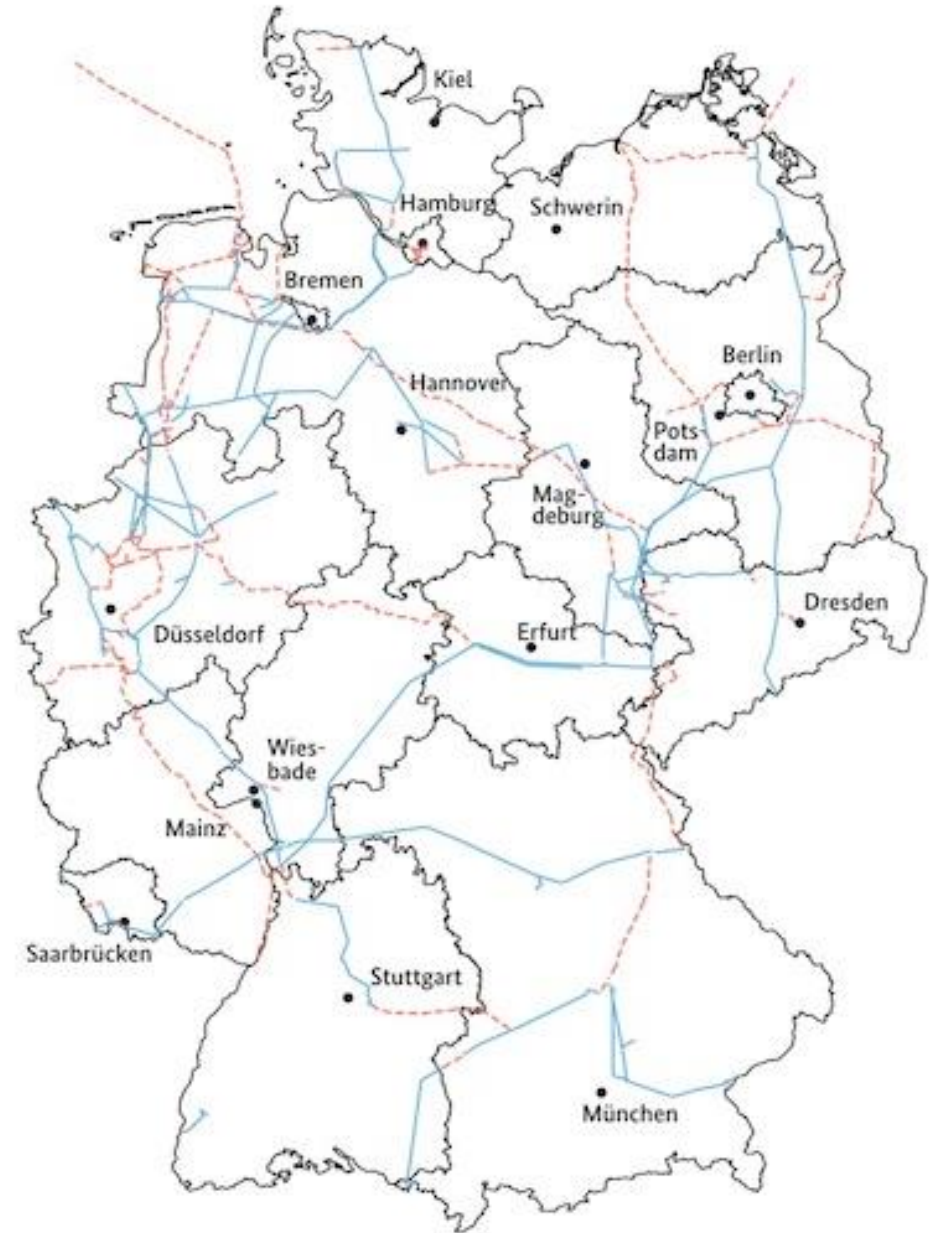 Kiel
Hamburg
Schwerin
Bremen
Berlin
Hannover
Pots-
dam
Mag-
deburg
Düsseldorf
Erfurt
Dresden
Wies-
bade
Mainz
Saarbrücken
Stuttgart
München